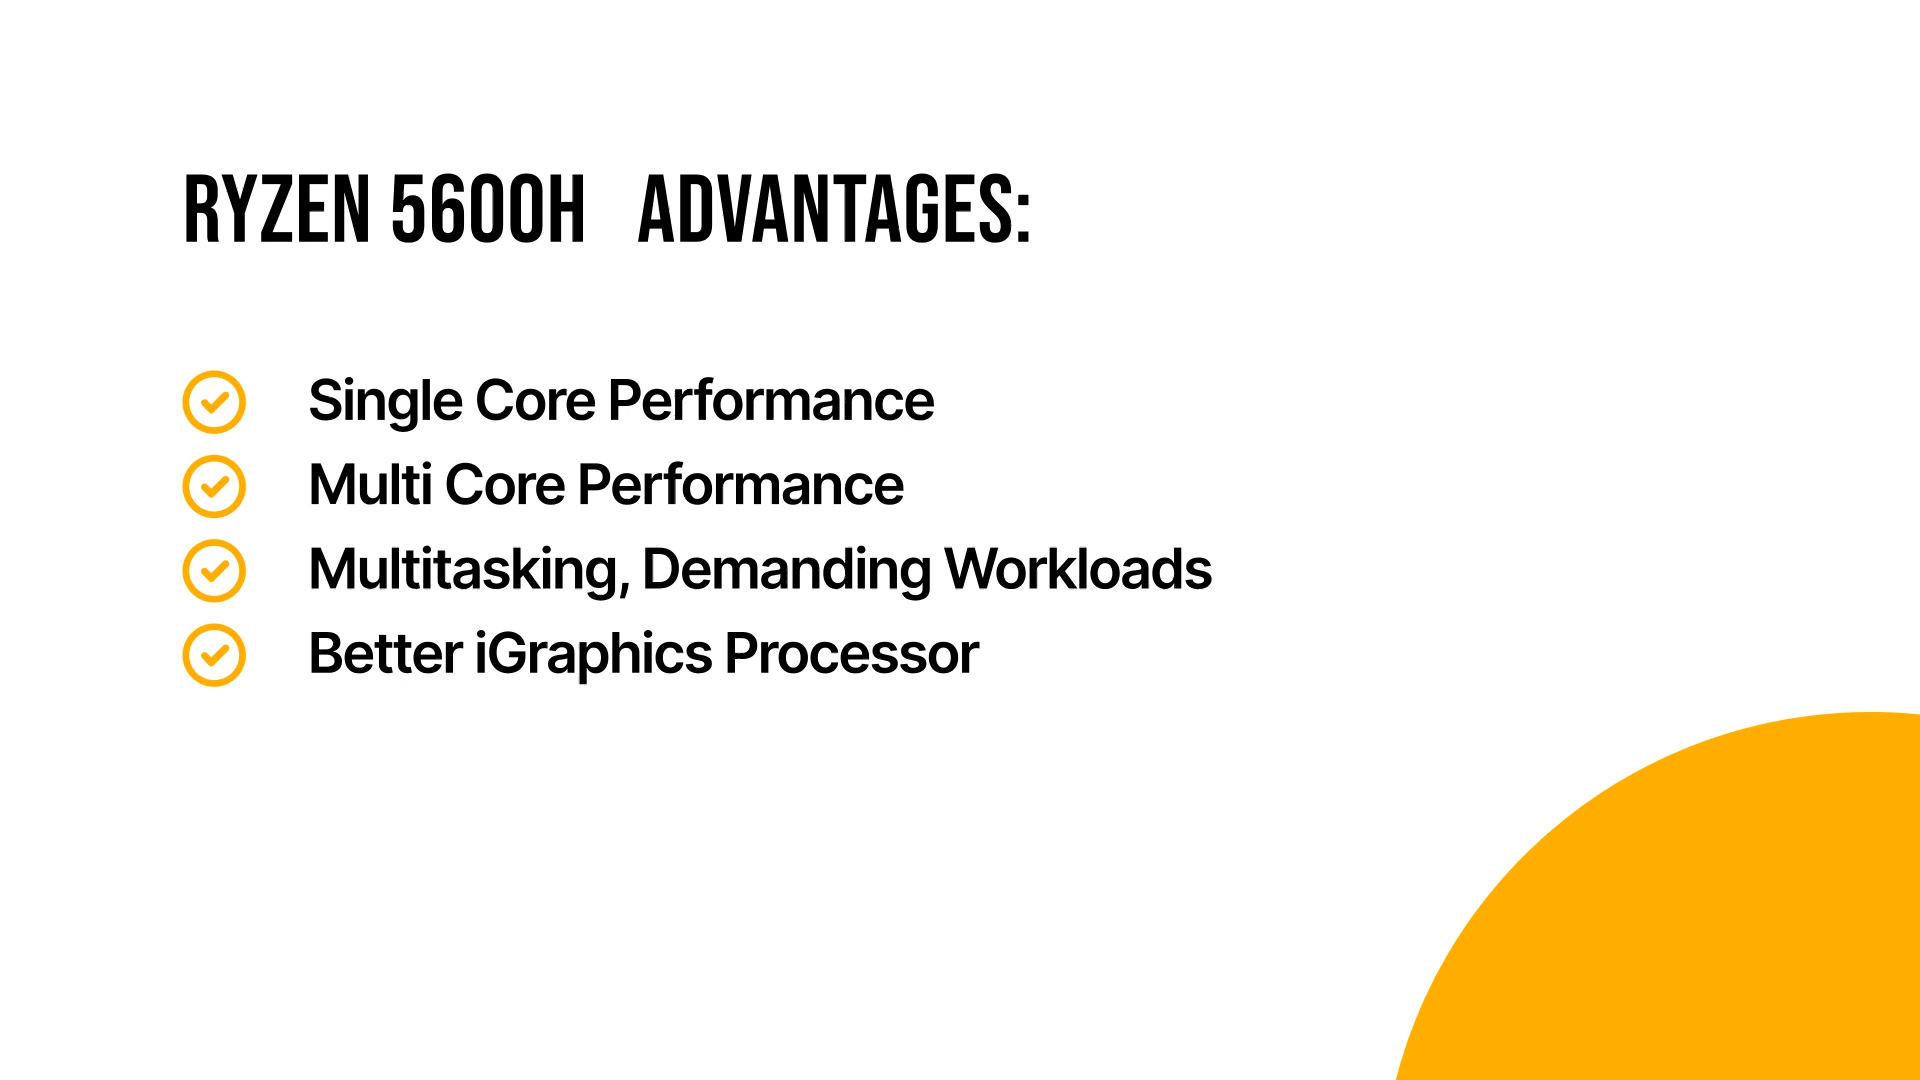 RYZEN 5600H ADVANTAGES:
Single Core Performance
Multi Core Performance
Multitasking, Demanding Workloads
Better iGraphics Processor